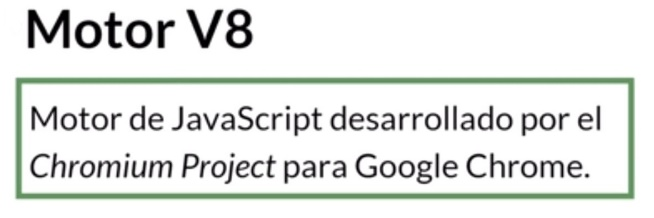 Motor V8
Motor de JavaScript desarrollado por el
Chromium Project para Google Chrome.